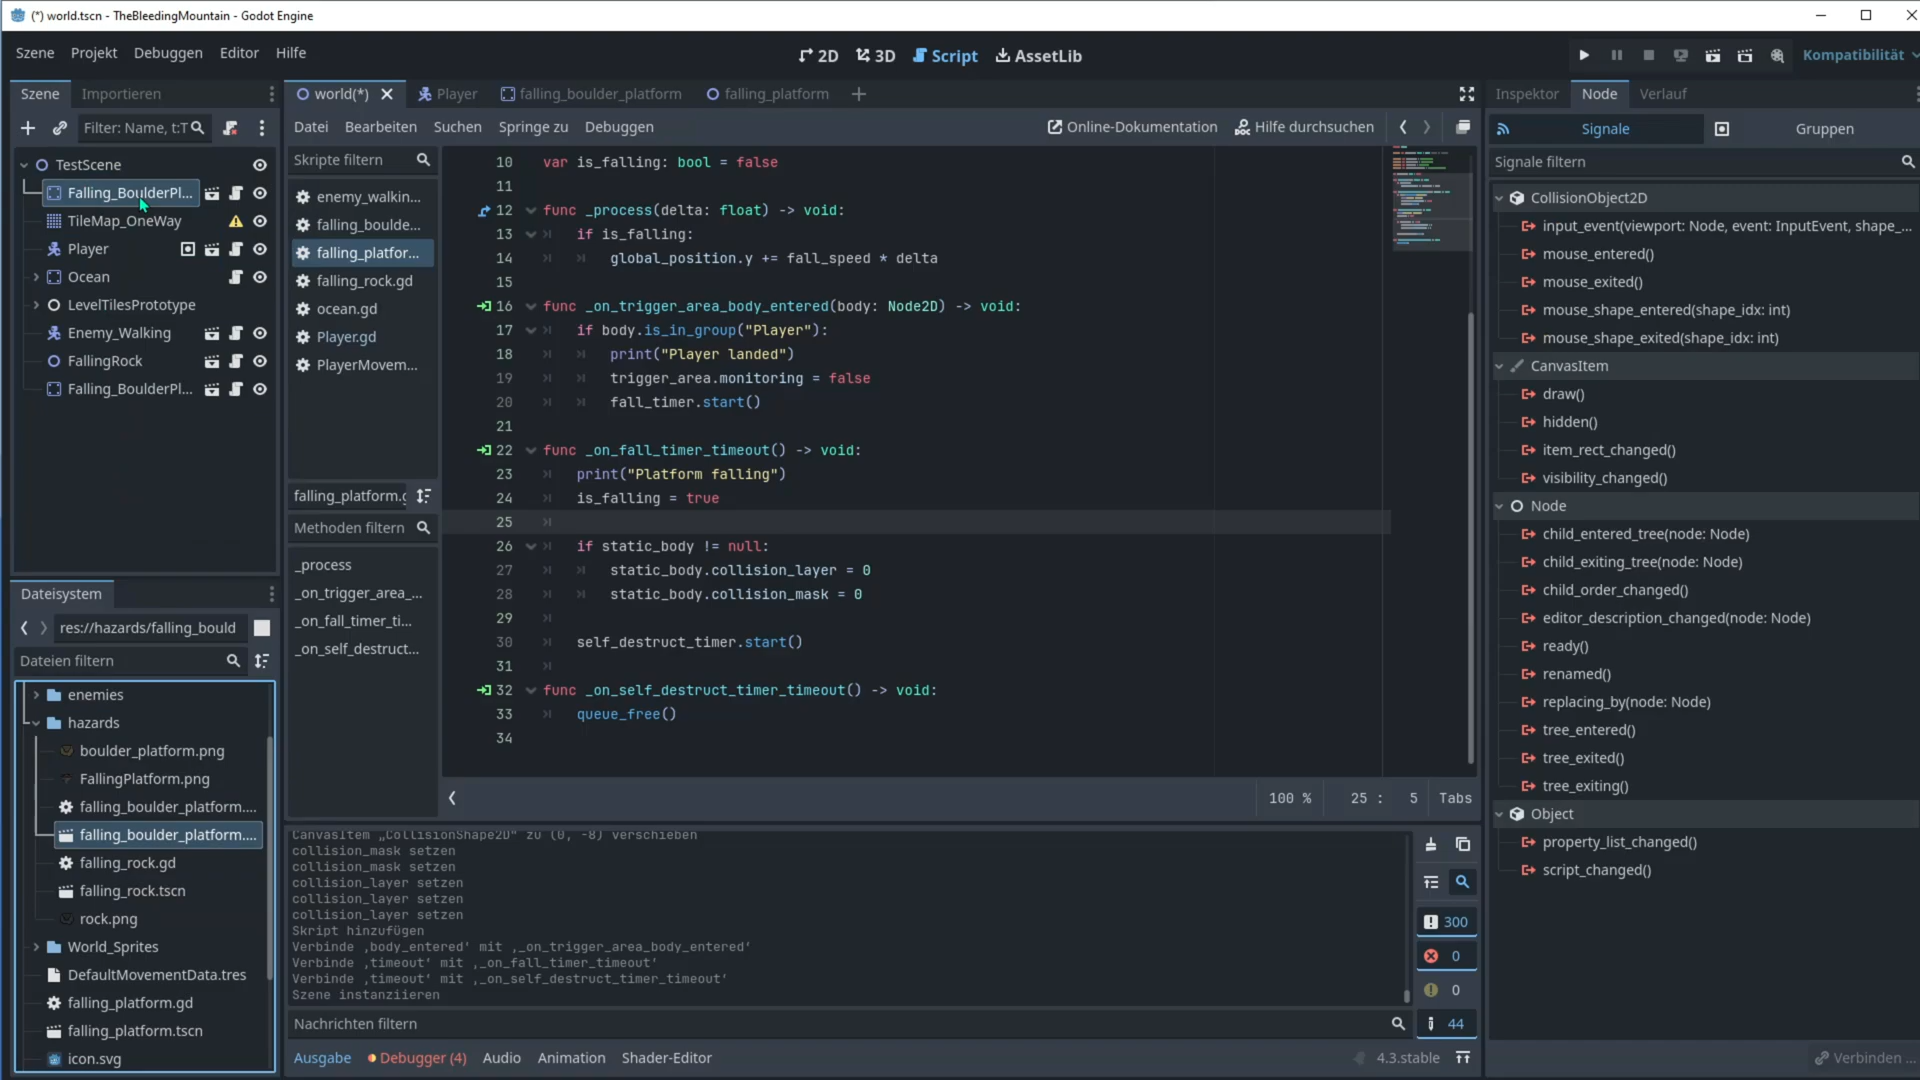 (*) world.tscn - TheBleedingMountain - Godot Engine
Szene Projekt Debuggen Editor Hilfe
2D 3D Script AssetLib
Kompatibilität
Szene Importieren
Filter: Name, t:T
TestScene
Falling_BoulderPl...
TileMap_OneWay
Player
Ocean
LevelTilesPrototype
Enemy_Walking
FallingRock
Falling_BoulderPl...
Dateisystem
res://hazards/falling_bould
Dateien filtern
enemies
hazards
boulder_platform.png
FallingPlatform.png
falling_boulder_platform....
falling_boulder_platform....
falling_rock.gd
falling_rock.tscn
rock.png
World_Sprites
DefaultMovementData.tres
falling_platform.gd
falling_platform.tscn
icon.svg
world(*) Player falling_boulder_platform falling_platform
Datei Bearbeiten Suchen Springe zu Debuggen
Online-Dokumentation Hilfe durchsuchen
Skripte filtern
enemy_walkin...
falling_boulde...
falling_platfor...
falling_rock.gd
ocean.gd
Player.gd
PlayerMovem...
falling_platform.g
Methoden filtern
_process
_on_trigger_area_...
_on_fall_timer_ti...
_on_self_destruct...
10 var is_falling: bool = false
11
12 func _process(delta: float) -> void:
13 if is_falling:
14 global_position.y += fall_speed * delta
15
16 func _on_trigger_area_body_entered(body: Node2D) -> void:
17 if body.is_in_group("Player"):
18 print("Player landed")
19 trigger_area.monitoring = false
20 fall_timer.start()
21
22 func _on_fall_timer_timeout() -> void:
23 print("Platform falling")
24 is_falling = true
25
26 if static_body != null:
27 static_body.collision_layer = 0
28 static_body.collision_mask = 0
29
30 self_destruct_timer.start()
31
32 func _on_self_destruct_timer_timeout() -> void:
33 queue_free()
34
100 % 25 : 5 Tabs
CanvasItem „CollisionShape2D" zu (0, -8) verschieben
collision_mask setzen
collision_mask setzen
collision_layer setzen
collision_layer setzen
collision_layer setzen
Skript hinzufügen
Verbinde ‚body_entered' mit ‚_on_trigger_area_body_entered'
Verbinde ‚timeout' mit ‚_on_fall_timer_timeout'
Verbinde ‚timeout' mit ‚_on_self_destruct_timer_timeout'
Szene instanziieren
300
0
0
44
Nachrichten filtern
Ausgabe Debugger (4) Audio Animation Shader-Editor
4.3.stable
Inspektor Node Verlauf
Signale Gruppen
Signale filtern
CollisionObject2D
input_event(viewport: Node, event: InputEvent, shape_...
mouse_entered()
mouse_exited()
mouse_shape_entered(shape_idx: int)
mouse_shape_exited(shape_idx: int)
CanvasItem
draw()
hidden()
item_rect_changed()
visibility_changed()
Node
child_entered_tree(node: Node)
child_exiting_tree(node: Node)
child_order_changed()
editor_description_changed(node: Node)
ready()
renamed()
replacing_by(node: Node)
tree_entered()
tree_exited()
tree_exiting()
Object
property_list_changed()
script_changed()
Verbinden ...